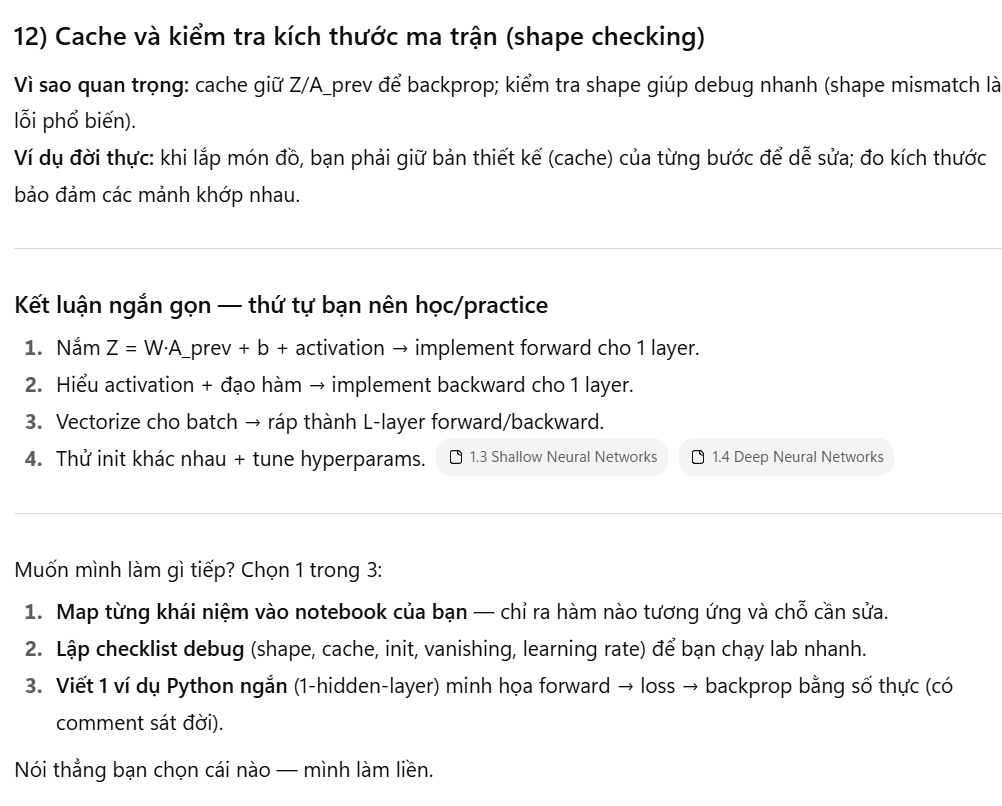 12) Cache và kiểm tra kích thước ma trận (shape checking)
Vì sao quan trọng: cache giữ Z/A_prev để backprop; kiểm tra shape giúp debug nhanh (shape mismatch là
lỗi phổ biến).
Ví dụ đời thực: khi lắp món đồ, bạn phải giữ bản thiết kế (cache) của từng bước để dễ sửa; đo kích thước
bảo đảm các mảnh khớp nhau.
Kết luận ngắn gọn — thứ tự bạn nên học/practice
1. Nắm Z = W·A_prev + b + activation → implement forward cho 1 layer.
2. Hiểu activation + đạo hàm → implement backward cho 1 layer.
3. Vectorize cho batch → ráp thành L-layer forward/backward.
4. Thử init khác nhau + tune hyperparams. 1.3 Shallow Neural Networks 1.4 Deep Neural Networks
Muốn mình làm gì tiếp? Chọn 1 trong 3:
1. Map từng khái niệm vào notebook của bạn — chỉ ra hàm nào tương ứng và chỗ cần sửa.
2. Lập checklist debug (shape, cache, init, vanishing, learning rate) để bạn chạy lab nhanh.
3. Viết 1 ví dụ Python ngắn (1-hidden-layer) minh họa forward → loss → backprop bằng số thực (có
comment sát đời).
Nói thẳng bạn chọn cái nào — mình làm liền.